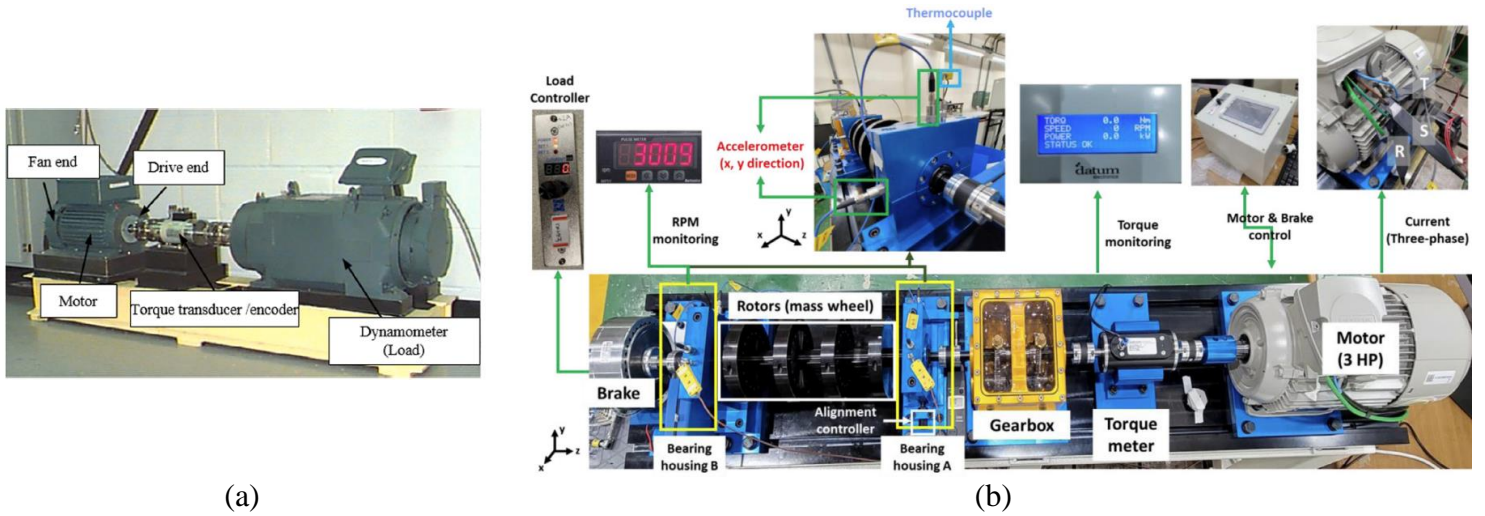 Fan end
Drive end
Motor
Torque transducer /encoder
Dynamometer
(Load)
(a)
Thermocouple
Load
Controller
3009
Accelerometer
(x, y direction)
RPM
monitoring
y
x
z
TORQ 0.0 Nm
SPEED 0 RPM
POWER 0.0 kW
STATUS OK
datum
Torque
monitoring
Motor & Brake
control
T
S
R
Current
(Three-phase)
Rotors (mass wheel)
Brake
Alignment
controller
Gearbox
Torque
meter
Motor
(3 HP)
y
x
z
Bearing
housing B
Bearing
housing A
(b)